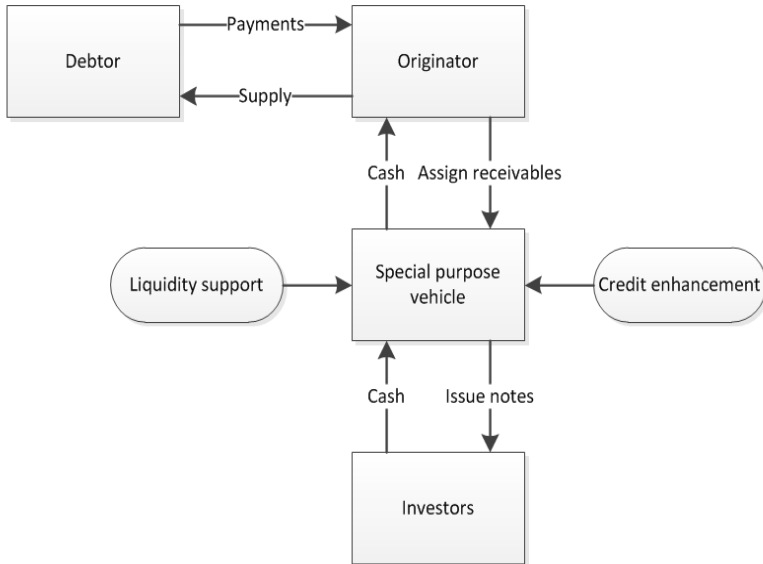 Payments
Debtor
Originator
Supply
Cash
Assign receivables
Liquidity support
Special purpose
vehicle
Credit enhancement
Cash
Issue notes
Investors